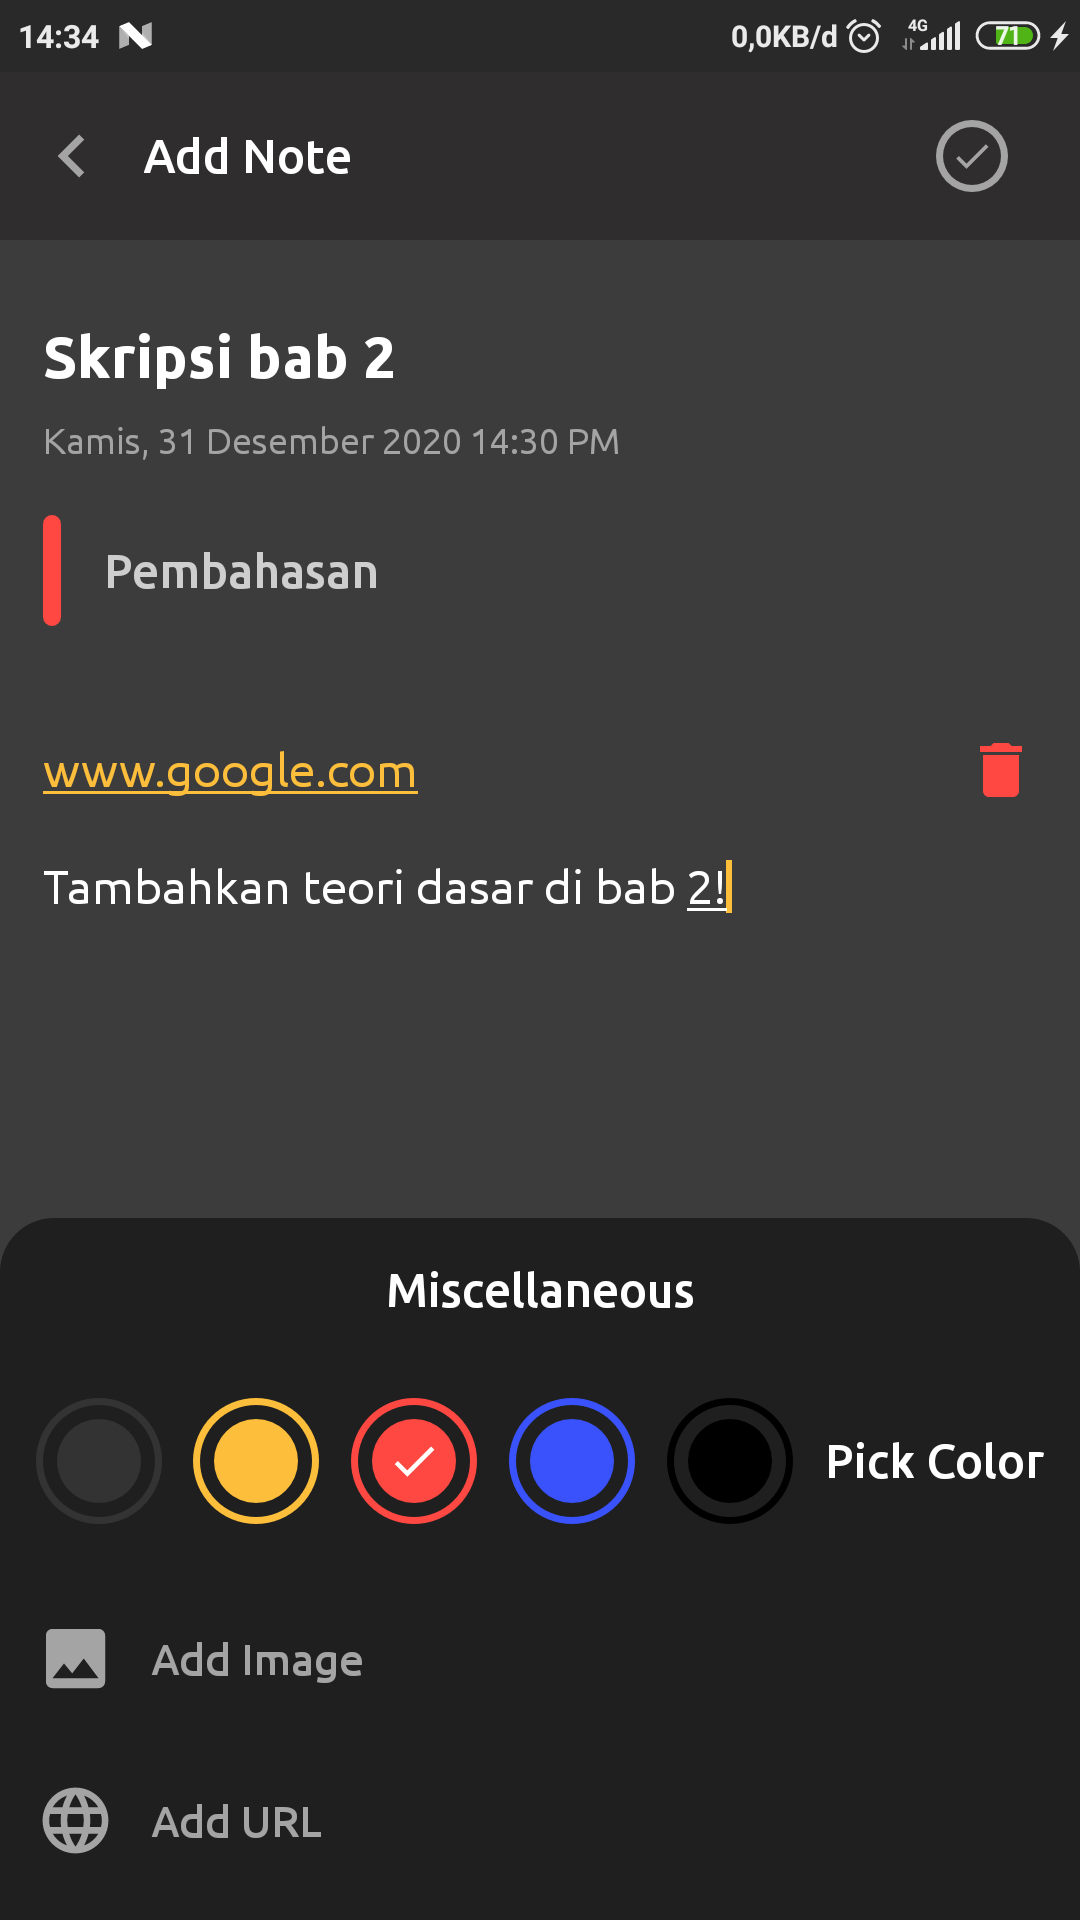 14:34 0,0KB/d 4G 71
Add Note
Skripsi bab 2
Kamis, 31 Desember 2020 14:30 PM
Pembahasan
www.google.com
Tambahkan teori dasar di bab 2!
Miscellaneous
Pick Color
Add Image
Add URL